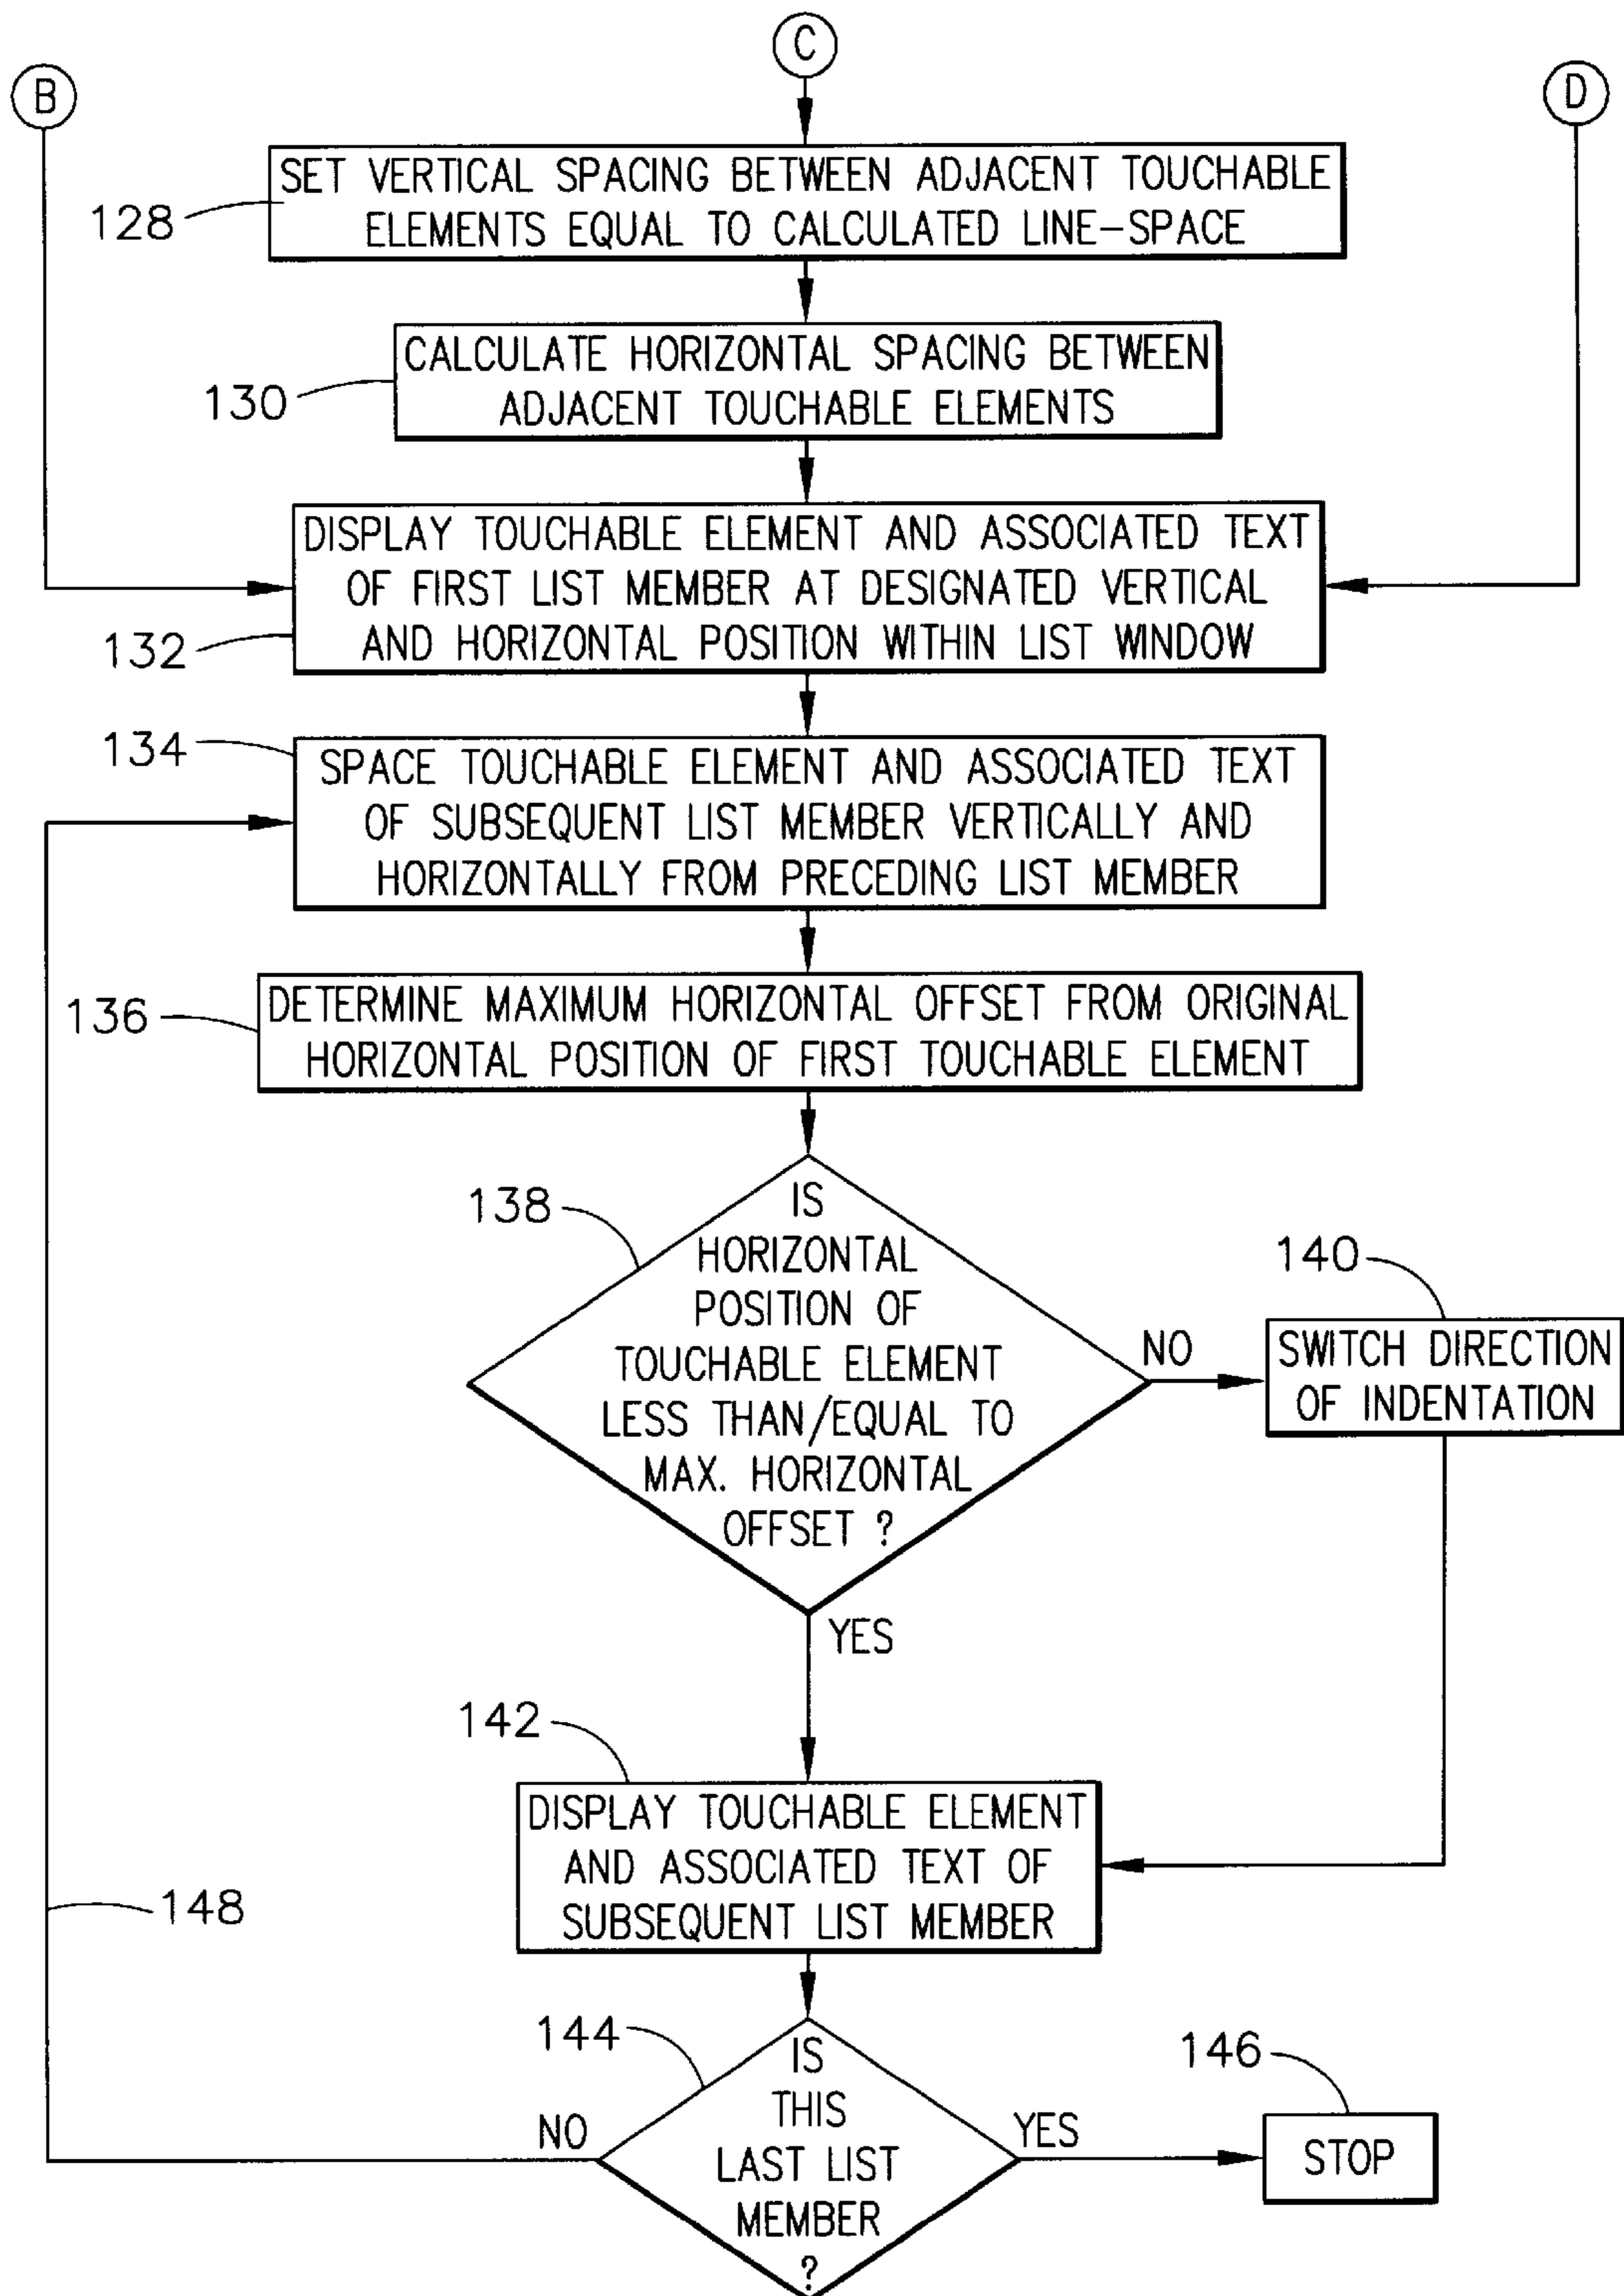 C
B
D
SET VERTICAL SPACING BETWEEN ADJACENT TOUCHABLE
ELEMENTS EQUAL TO CALCULATED LINE-SPACE
128
CALCULATE HORIZONTAL SPACING BETWEEN
ADJACENT TOUCHABLE ELEMENTS
130
DISPLAY TOUCHABLE ELEMENT AND ASSOCIATED TEXT
OF FIRST LIST MEMBER AT DESIGNATED VERTICAL
AND HORIZONTAL POSITION WITHIN LIST WINDOW
132
134
SPACE TOUCHABLE ELEMENT AND ASSOCIATED TEXT
OF SUBSEQUENT LIST MEMBER VERTICALLY AND
HORIZONTALLY FROM PRECEDING LIST MEMBER
136
DETERMINE MAXIMUM HORIZONTAL OFFSET FROM ORIGINAL
HORIZONTAL POSITION OF FIRST TOUCHABLE ELEMENT
138
IS
HORIZONTAL
POSITION OF
TOUCHABLE ELEMENT
LESS THAN/EQUAL TO
MAX. HORIZONTAL
OFFSET ?
NO
140
SWITCH DIRECTION
OF INDENTATION
YES
142
DISPLAY TOUCHABLE ELEMENT
AND ASSOCIATED TEXT OF
SUBSEQUENT LIST MEMBER
148
144
IS
THIS
LAST LIST
MEMBER
?
NO
YES
146
STOP